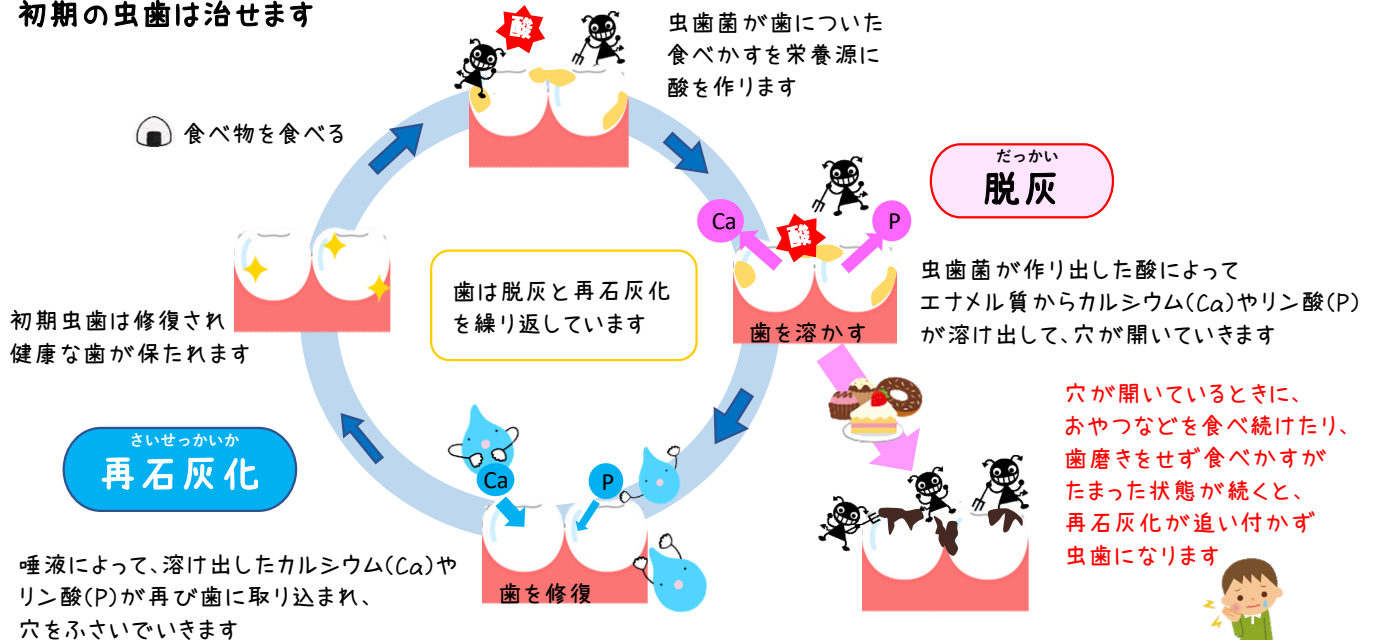 初期の虫歯は治せます
酸
虫歯菌が歯についた
食べかすを栄養源に
酸を作ります
食べ物を食べる
だっかい
脱灰
Ca
酸
P
虫歯菌が作り出した酸によって
エナメル質からカルシウム(Ca)やリン酸(P)
が溶け出して、穴が開いていきます
歯を溶かす
歯は脱灰と再石灰化
を繰り返しています
初期虫歯は修復され
健康な歯が保たれます
穴が開いているときに、
おやつなどを食べ続けたり、
歯磨きをせず食べかすが
たまった状態が続くと、
再石灰化が追い付かず
虫歯になります
さいせっかいか
再石灰化
Ca
P
歯を修復
唾液によって、溶け出したカルシウム(Ca)や
リン酸(P)が再び歯に取り込まれ、
穴をふさいでいきます